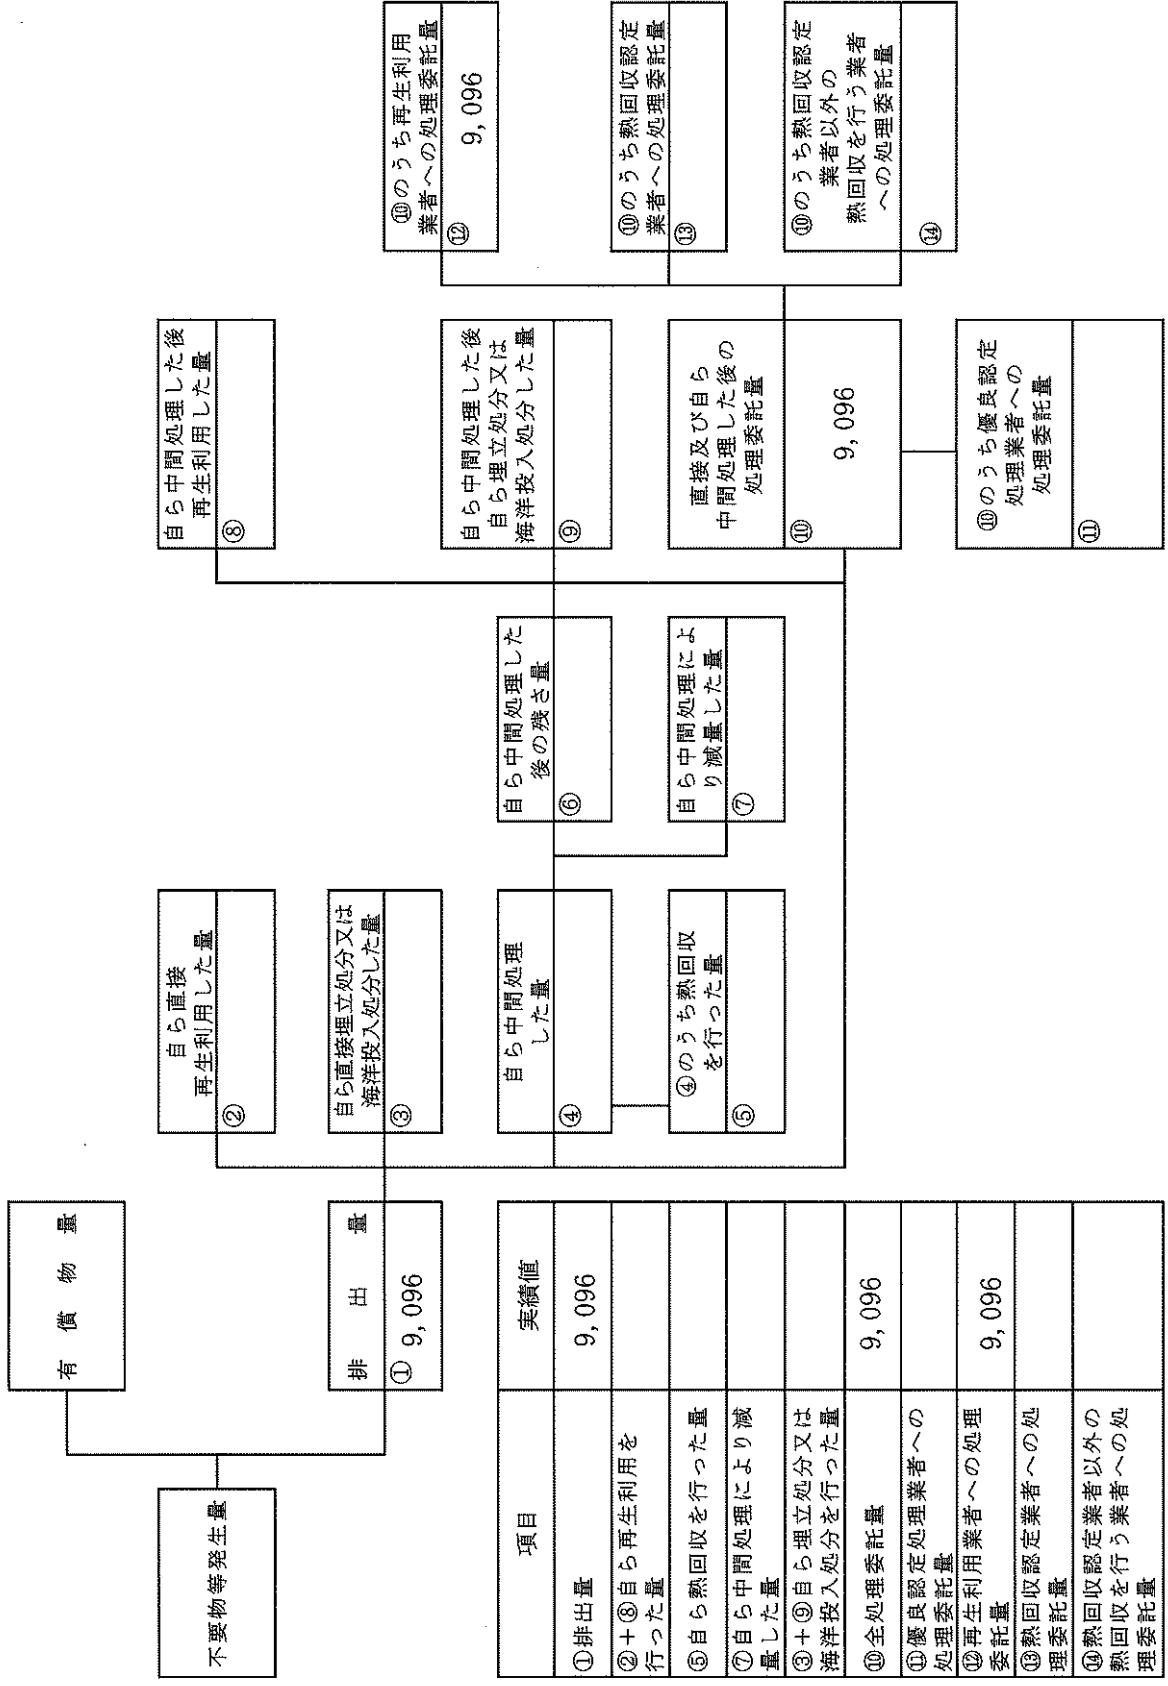 不要物等発生量
有償物量
排出量
① 9,096
自ら直接
再生利用した量
②
自ら直接埋立処分又は
海洋投入処分した量
③
自ら中間処理
した量
④
④のうち熱回収
を行った量
⑤
自ら中間処理した
後の残さ量
⑥
自ら中間処理によ
り減量した量
⑦
自ら中間処理した後
再生利用した量
⑧
自ら中間処理した後
自ら埋立処分又は
海洋投入処分した量
⑨
直接及び自ら
中間処理した後の
処理委託量
⑩
9,096
⑩のうち優良認定
処理業者への
処理委託量
⑪
⑩のうち再生利用
業者への処理委託量
⑫
9,096
⑩のうち熱回収認定
業者への処理委託量
⑬
⑩のうち熱回収認定
業者以外の
熱回収を行う業者
への処理委託量
⑭
項目 実績値
①排出量 9,096
②+⑧自ら再生利用を
行った量
⑤自ら熱回収を行った量
⑦自ら中間処理により減
量した量
③+⑨自ら埋立処分又は
海洋投入処分を行った量
⑩全処理委託量 9,096
⑪優良認定処理業者への
処理委託量
⑫再生利用業者への処理
委託量 9,096
⑬熱回収認定業者への処
理委託量
⑭熱回収認定業者以外の
熱回収を行う業者への処
理委託量